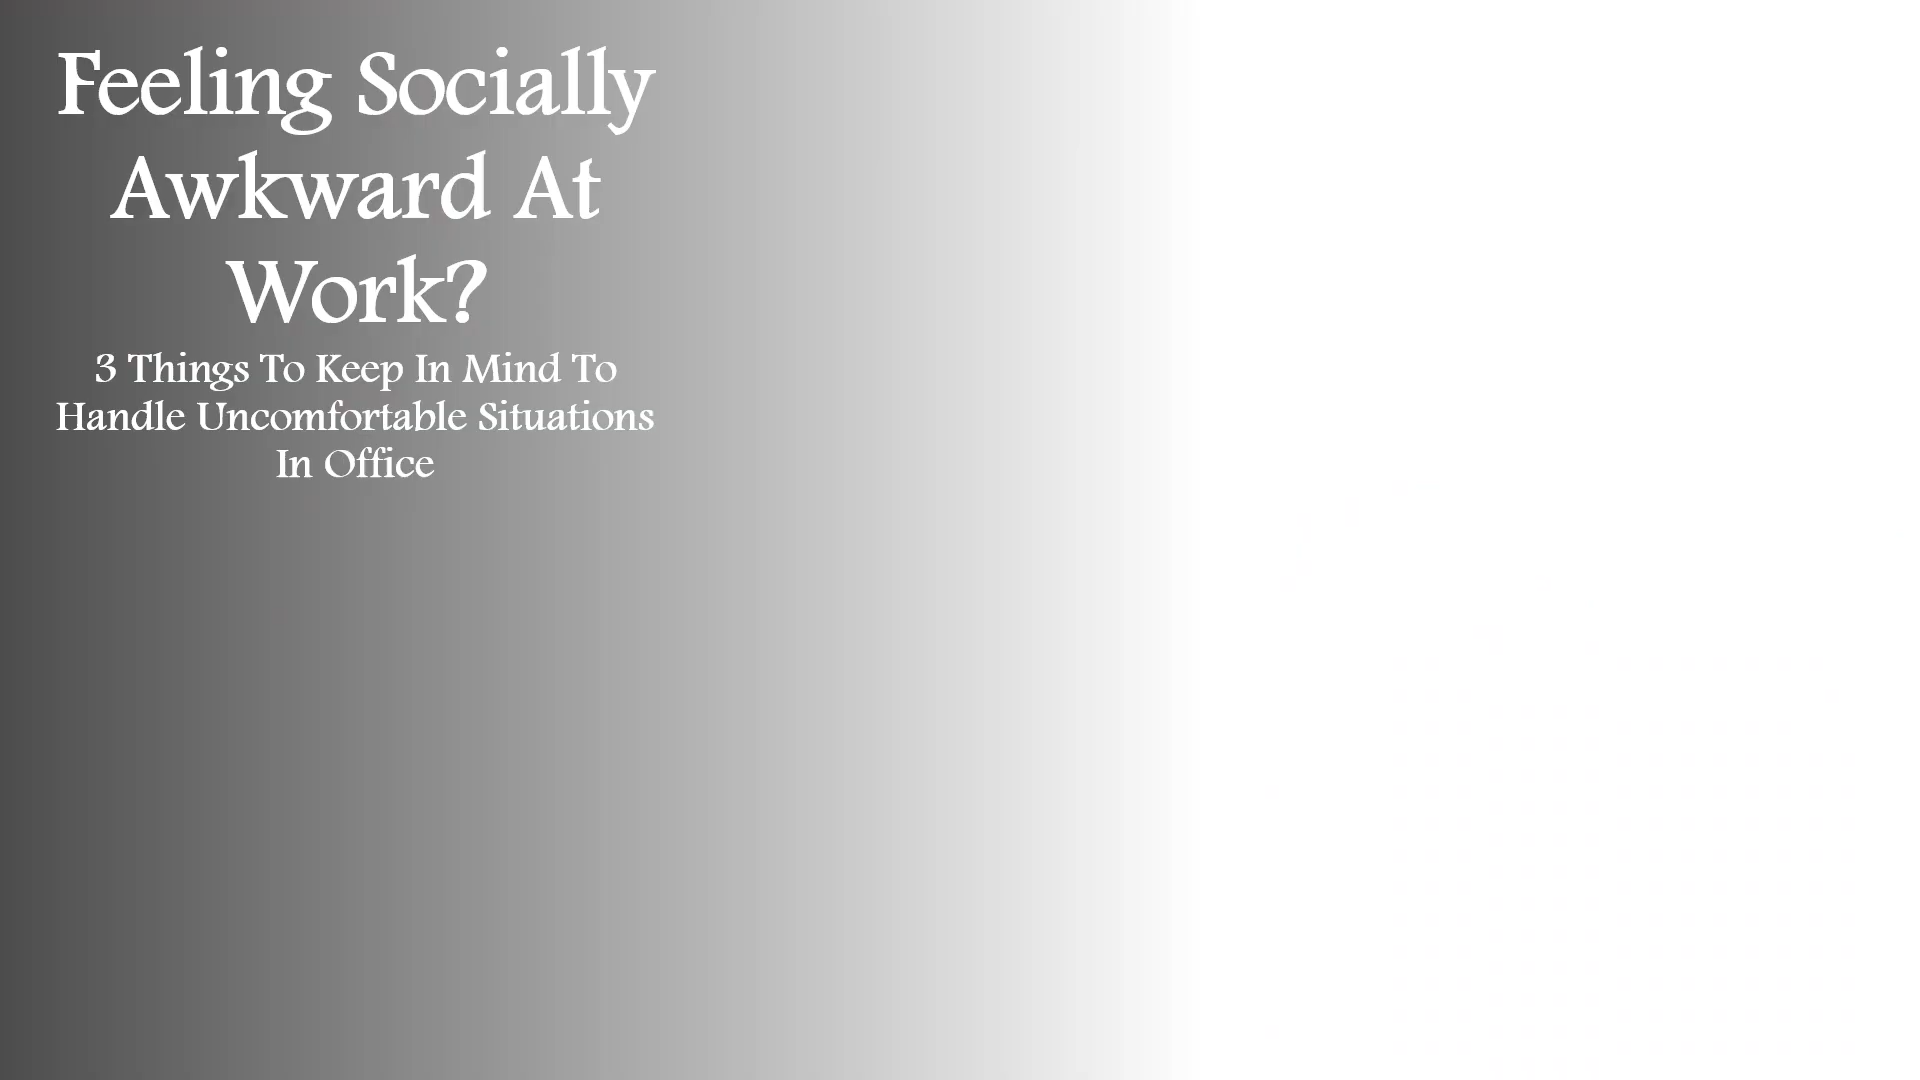 Feeling Socially
Awkward At
Work?
3 Things To Keep In Mind To
Handle Uncomfortable Situations
In Office